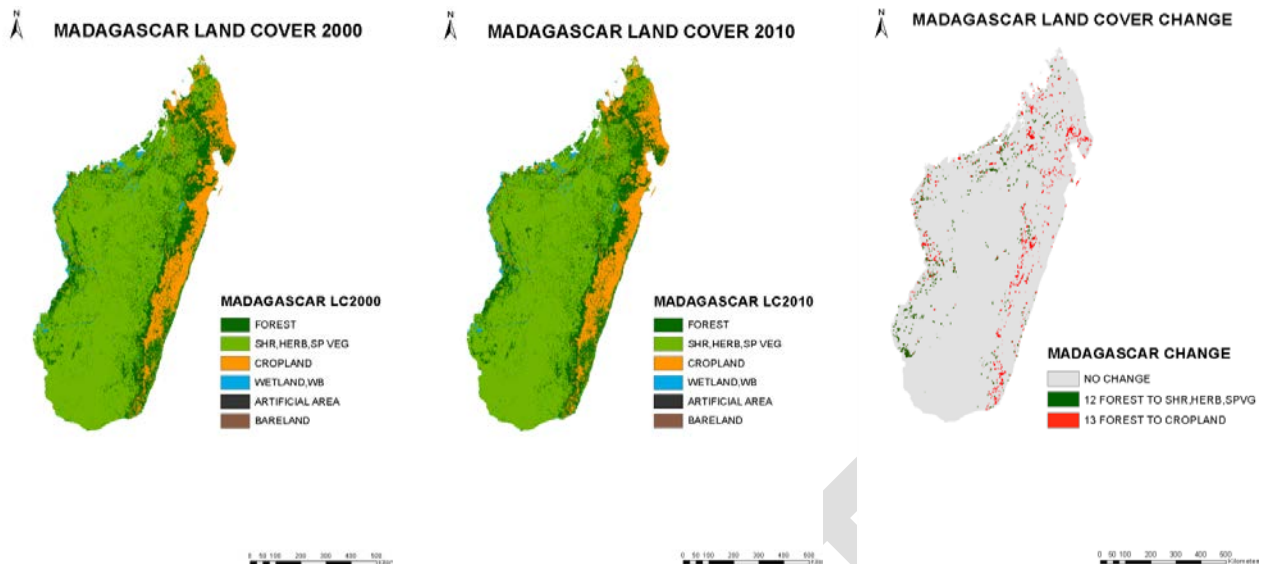 N
MADAGASCAR LAND COVER 2000
MADAGASCAR LC2000
FOREST
SHR,HERB,SP VEG
CROPLAND
WETLAND,WB
ARTIFICIAL AREA
BARELAND
0 50 100 200 300 400 500
N
MADAGASCAR LAND COVER 2010
MADAGASCAR LC2010
FOREST
SHR,HERB,SP VEG
CROPLAND
WETLAND,WB
ARTIFICIAL AREA
BARELAND
0 50 100 200 300 400 500
N
MADAGASCAR LAND COVER CHANGE
MADAGASCAR CHANGE
NO CHANGE
12 FOREST TO SHR,HERB,SPVG
13 FOREST TO CROPLAND
0 50 100 200 300 400 500
Kilometers